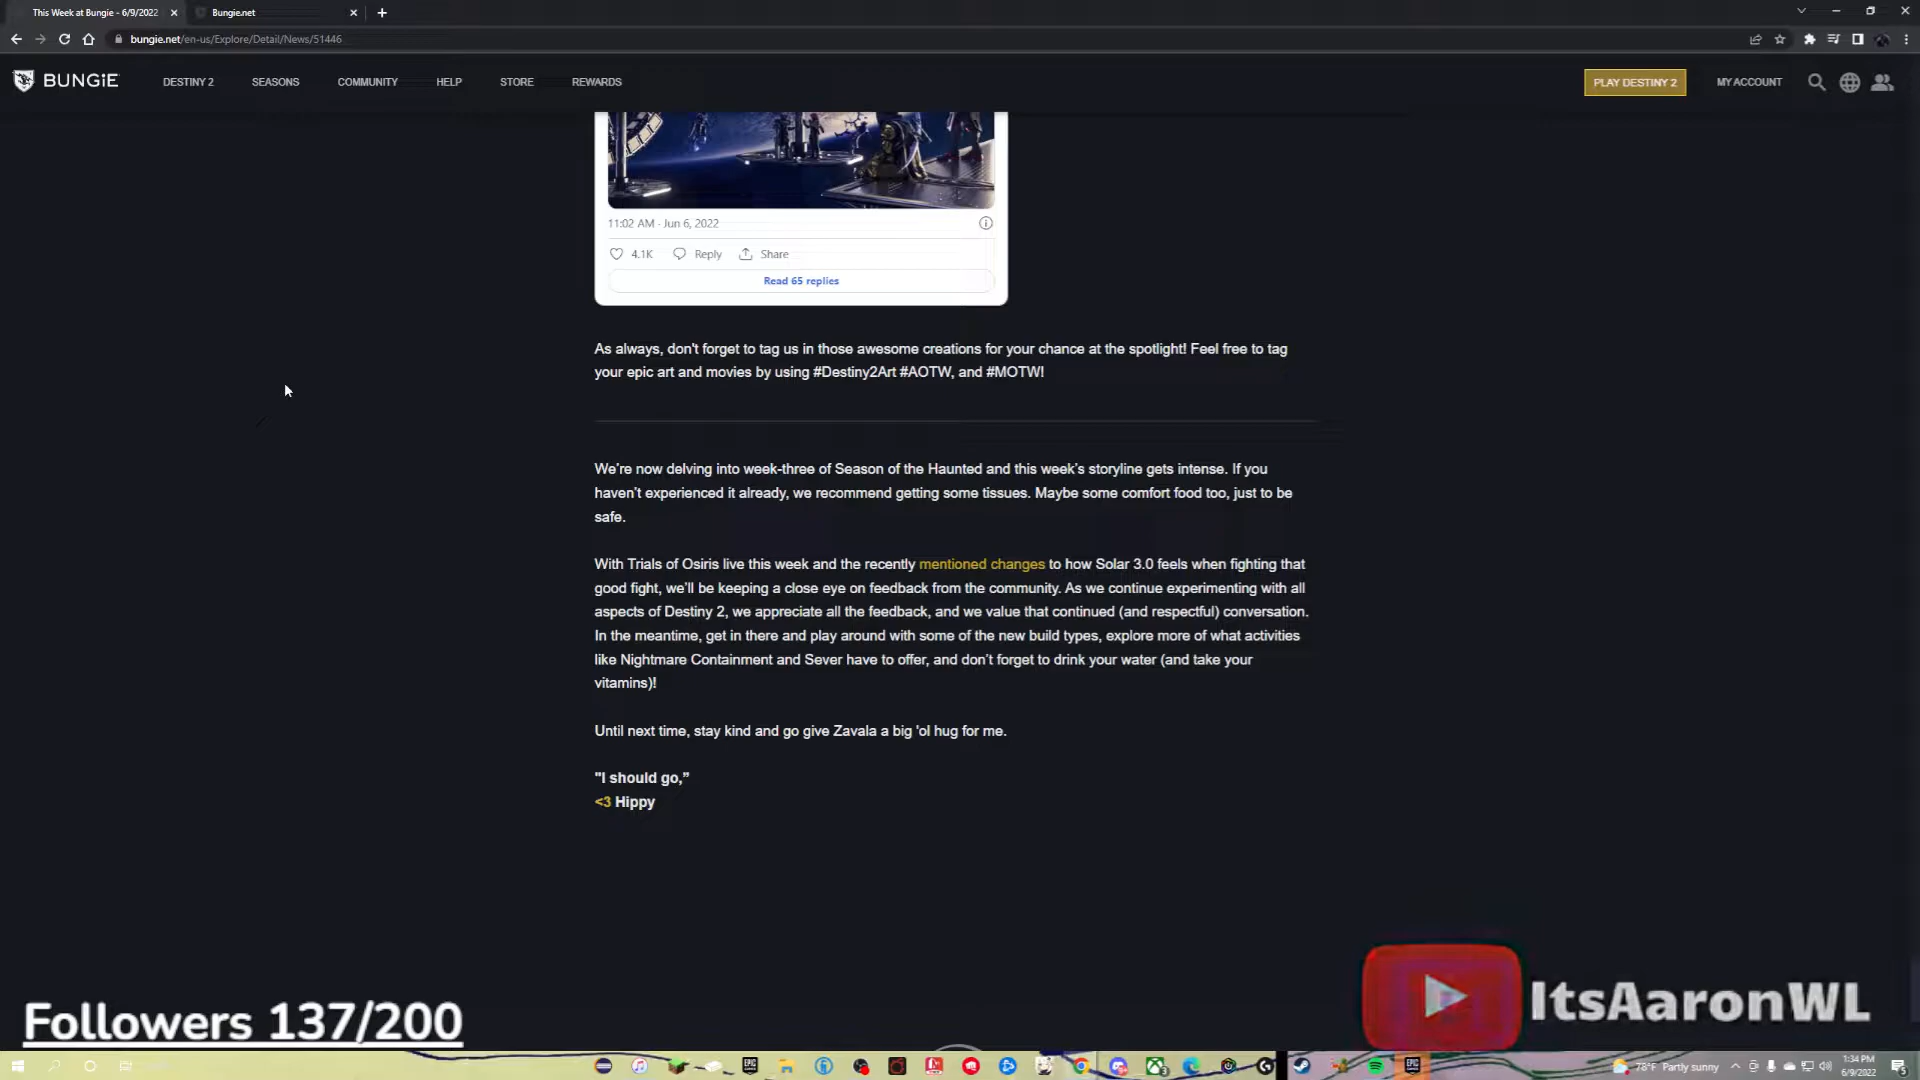 This Week at Bungie - 6/9/2022
Bungie.net
bungie.net/en-us/Explore/Detail/News/51446
BUNGiE
DESTINY 2
SEASONS
COMMUNITY
HELP
STORE
REWARDS
PLAY DESTINY 2
MY ACCOUNT
11:02 AM · Jun 6, 2022
4.1K
Reply
Share
Read 65 replies
As always, don't forget to tag us in those awesome creations for your chance at the spotlight! Feel free to tag
your epic art and movies by using #Destiny2Art #AOTW, and #MOTW!
We're now delving into week-three of Season of the Haunted and this week's storyline gets intense. If you
haven't experienced it already, we recommend getting some tissues. Maybe some comfort food too, just to be
safe.
With Trials of Osiris live this week and the recently mentioned changes to how Solar 3.0 feels when fighting that
good fight, we'll be keeping a close eye on feedback from the community. As we continue experimenting with all
aspects of Destiny 2, we appreciate all the feedback, and we value that continued (and respectful) conversation.
In the meantime, get in there and play around with some of the new build types, explore more of what activities
like Nightmare Containment and Sever have to offer, and don't forget to drink your water (and take your
vitamins)!
Until next time, stay kind and go give Zavala a big 'ol hug for me.
"I should go,”
<3 Hippy
Followers 137/200
ItsAaronWL
78°F Partly sunny
1:34 PM
6/9/2022